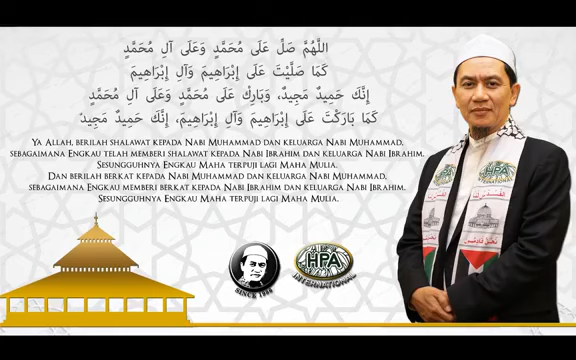 اللَّهُمَّ صَلِّ عَلَى مُحَمَّدٍ وَعَلَى آلِ مُحَمَّدٍ
كَمَا صَلَّيْتَ عَلَى إِبْرَاهِيمَ وَآلِ إِبْرَاهِيمَ
إِنَّكَ حَمِيدٌ مَجِيدٌ، وَبَارِكْ عَلَى مُحَمَّدٍ وَعَلَى آلِ مُحَمَّدٍ
كَمَا بَارَكْتَ عَلَى إِبْرَاهِيمَ وَآلِ إِبْرَاهِيمَ، إِنَّكَ حَمِيدٌ مَجِيدٌ
Ya Allah, berilah shalawat kepada Nabi Muhammad dan keluarga Nabi Muhammad,
sebagaimana Engkau telah memberi shalawat kepada Nabi Ibrahim dan keluarga Nabi Ibrahim.
Sesungguhnya Engkau Maha terpuji lagi Maha Mulia.
Dan berilah berkat kepada Nabi Muhammad dan keluarga Nabi Muhammad,
sebagaimana Engkau memberi berkat kepada Nabi Ibrahim dan keluarga Nabi Ibrahim.
Sesungguhnya Engkau Maha terpuji lagi Maha Mulia.
SINCE 1988
HPA
INTERNATIONAL